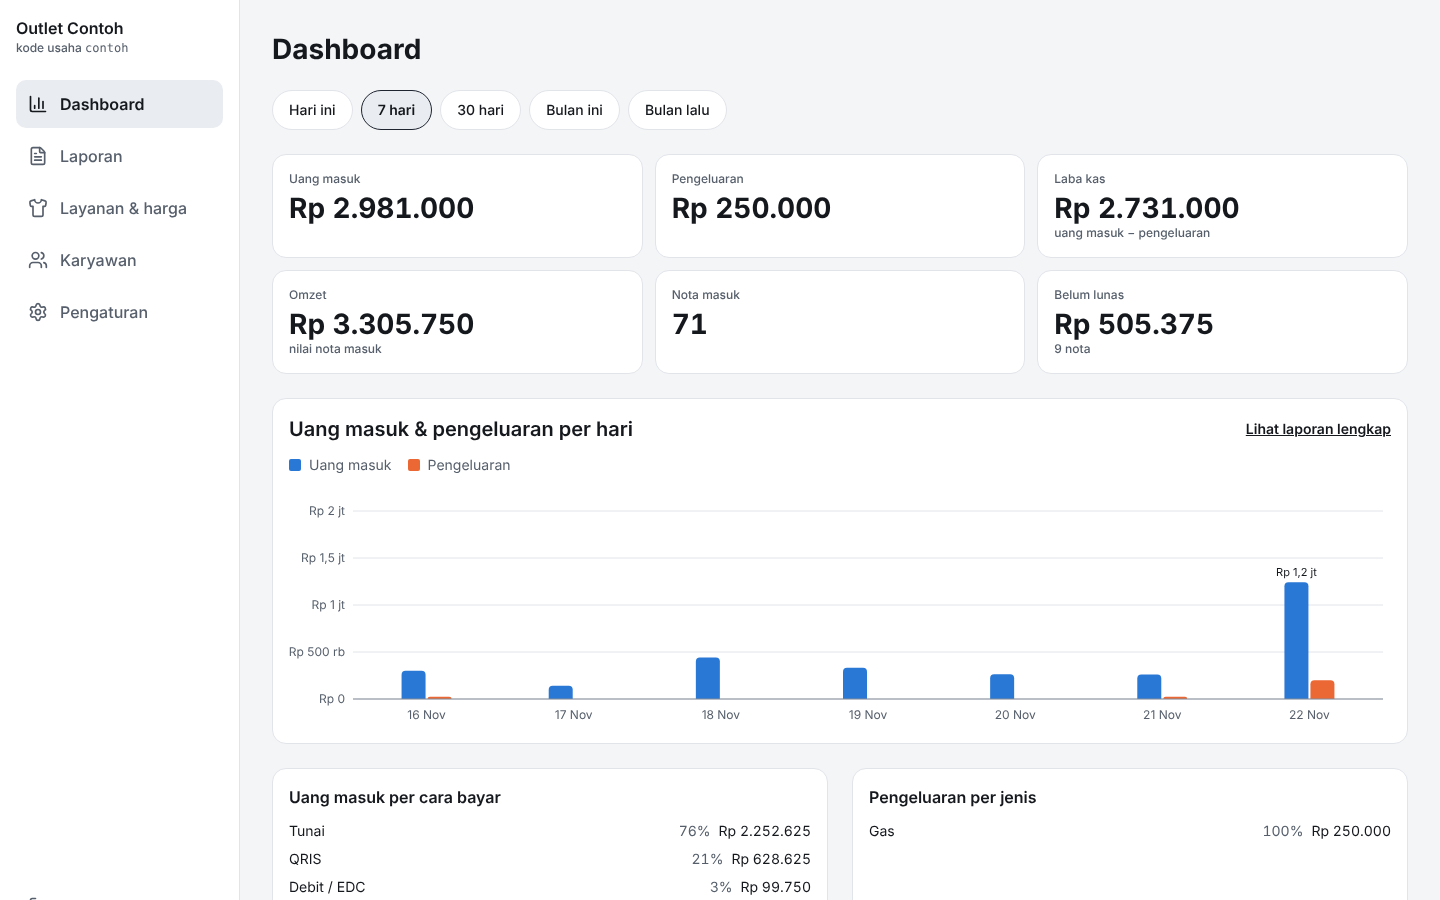 Outlet Contoh
kode usaha contoh
Dashboard
Laporan
Layanan & harga
Karyawan
Pengaturan
Dashboard
Hari ini
7 hari
30 hari
Bulan ini
Bulan lalu
Uang masuk
Rp 2.981.000
Pengeluaran
Rp 250.000
Laba kas
Rp 2.731.000
uang masuk – pengeluaran
Omzet
Rp 3.305.750
nilai nota masuk
Nota masuk
71
Belum lunas
Rp 505.375
9 nota
Uang masuk & pengeluaran per hari
Lihat laporan lengkap
Uang masuk
Pengeluaran
Rp 2 jt
Rp 1,5 jt
Rp 1 jt
Rp 500 rb
Rp 0
Rp 1,2 jt
16 Nov
17 Nov
18 Nov
19 Nov
20 Nov
21 Nov
22 Nov
Uang masuk per cara bayar
Tunai 76% Rp 2.252.625
QRIS 21% Rp 628.625
Debit / EDC 3% Rp 99.750
Pengeluaran per jenis
Gas 100% Rp 250.000